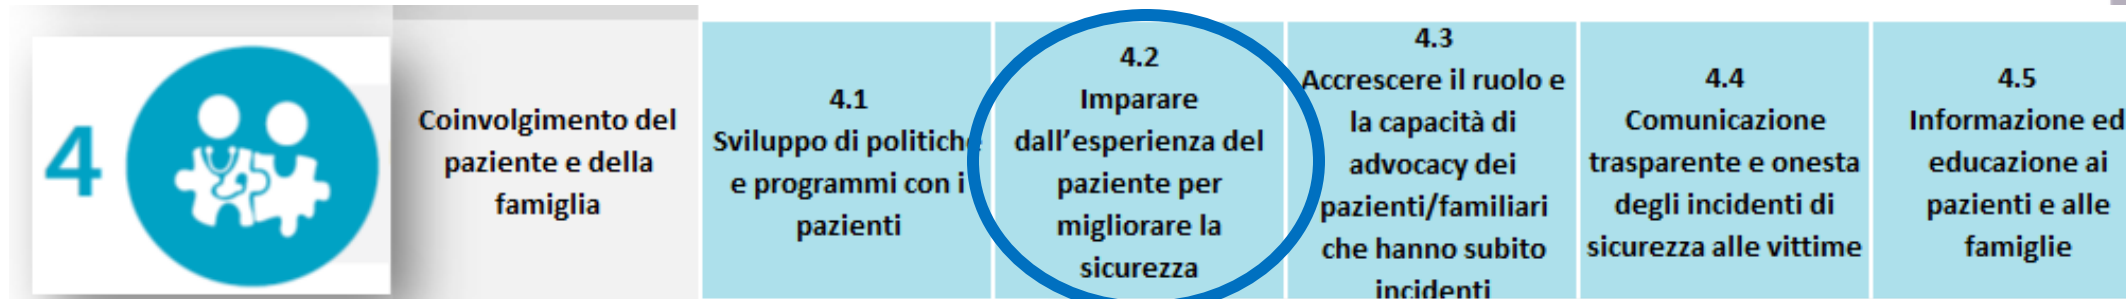 4
Coinvolgimento del
paziente e della
famiglia
4.1
Sviluppo di politiche
e programmi con i
pazienti
4.2
Imparare
dall’esperienza del
paziente per
migliorare la
sicurezza
4.3
Accrescere il ruolo e
la capacità di
advocacy dei
pazienti/familiari
che hanno subito
incidenti
4.4
Comunicazione
trasparente e onesta
degli incidenti di
sicurezza alle vittime
4.5
Informazione ed
educazione ai
pazienti e alle
famiglie